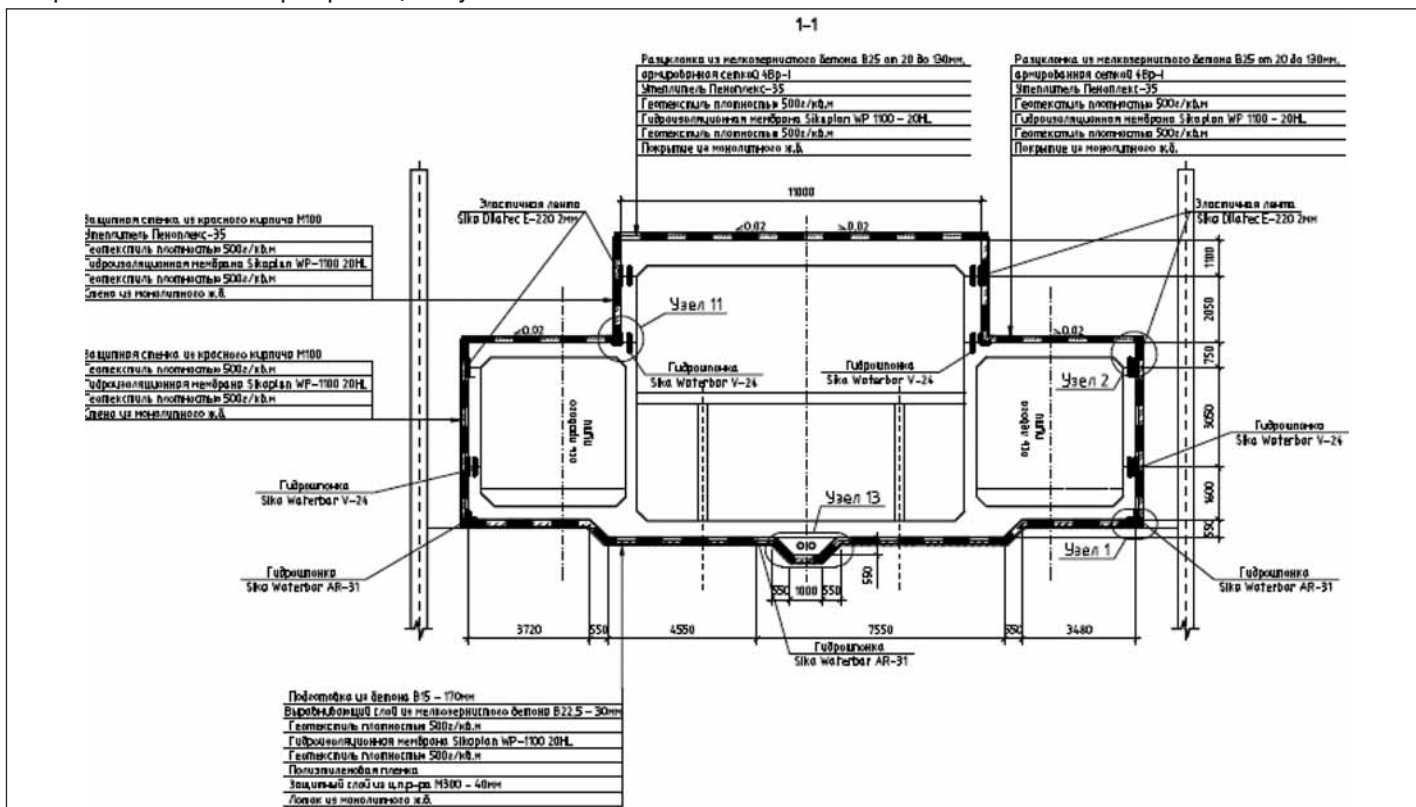 1-1
Разуклонка из мелкозернистого бетона В25 от 20 до 130мм,
армированная сеткой 4Вр-I
Утеплитель Пеноплекс-35
Геотекстиль плотностью 500г/кв.м
Гидроизоляционная мембрана Sikaplan WP 1100 - 20HL
Геотекстиль плотностью 500г/кв.м
Покрытие из монолитного ж.б.
Разуклонка из мелкозернистого бетона В25 от 20 до 130мм,
армированная сеткой 4Вр-I
Утеплитель Пеноплекс-35
Геотекстиль плотностью 500г/кв.м
Гидроизоляционная мембрана Sikaplan WP 1100 - 20HL
Геотекстиль плотностью 500г/кв.м
Покрытие из монолитного ж.б.
11000
Эластичная лента
Sika Dilatec E-220 2мм
Эластичная лента
Sika Dilatec E-220 2мм
Защитная стенка из красного кирпича М100
Утеплитель Пеноплекс-35
Геотекстиль плотностью 500г/кв.м
Гидроизоляционная мембрана Sikaplan WP-1100 20HL
Геотекстиль плотностью 500г/кв.м
Стена из монолитного ж.б.
0.02
0.02
1100
2050
Узел 11
0.02
0.02
Защитная стенка из красного кирпича М100
Геотекстиль плотностью 500г/кв.м
Гидроизоляционная мембрана Sikaplan WP-1100 20HL
Геотекстиль плотностью 500г/кв.м
Стена из монолитного ж.б.
Гидрошпонка
Sika Waterbar V-24
Гидрошпонка
Sika Waterbar V-24
Узел 2
750
3050
ось правого
пути
ось левого
пути
Гидрошпонка
Sika Waterbar V-24
Гидрошпонка
Sika Waterbar V-24
1600
Узел 13
550
Узел 1
Гидрошпонка
Sika Waterbar AR-31
Гидрошпонка
Sika Waterbar AR-31
550
1000
550
550
3720
550
4550
7550
550
3480
Гидрошпонка
Sika Waterbar AR-31
Подготовка из бетона В15 - 170мм
Выравнивающий слой из мелкозернистого бетона В22,5 - 30мм
Геотекстиль плотностью 500г/кв.м
Гидроизоляционная мембрана Sikaplan WP-1100 20HL
Геотекстиль плотностью 500г/кв.м
Полиэтиленовая пленка
Защитный слой из ц.п.р-ра М300 - 40мм
Лоток из монолитного ж.б.